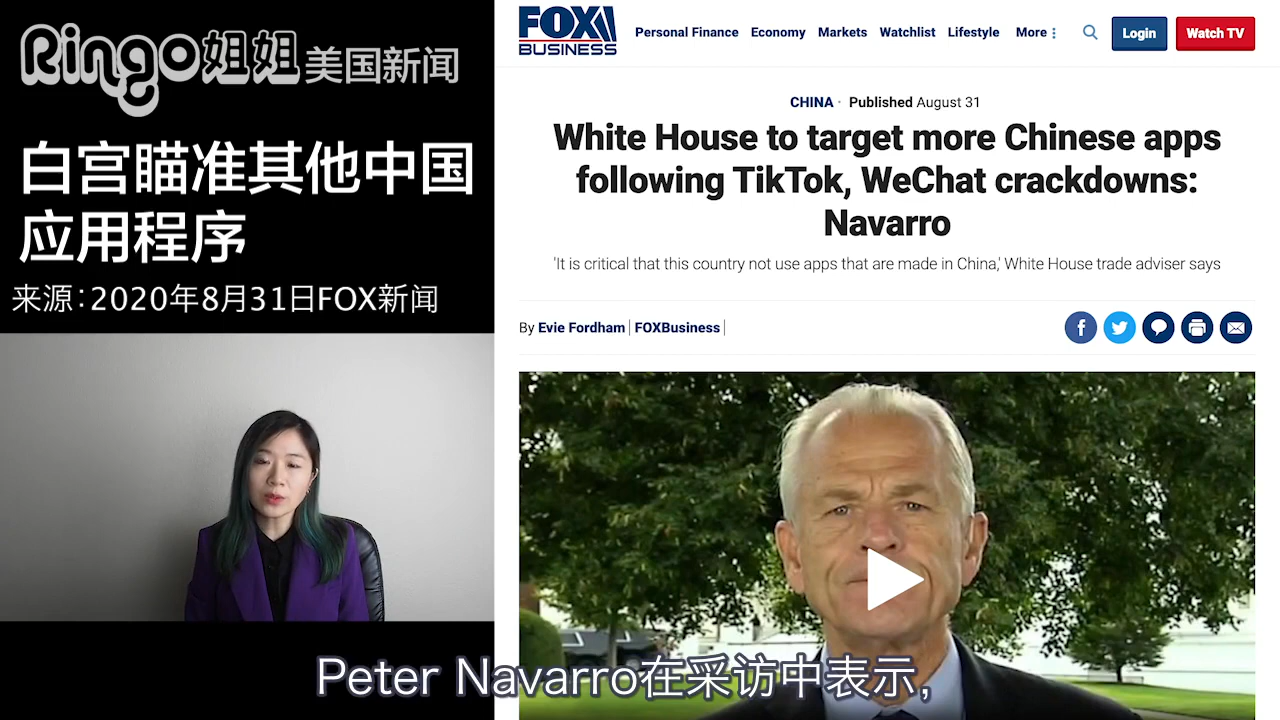 Ringo姐姐美国新闻
白宫瞄准其他中国
应用程序
来源：2020年8月31日FOX新闻
FOX BUSINESS
Personal Finance Economy Markets Watchlist Lifestyle More Login Watch TV
CHINA · Published August 31
White House to target more Chinese apps
following TikTok, WeChat crackdowns:
Navarro
'It is critical that this country not use apps that are made in China,' White House trade adviser says
By Evie Fordham | FOXBusiness |
Peter Navarro在采访中表示,